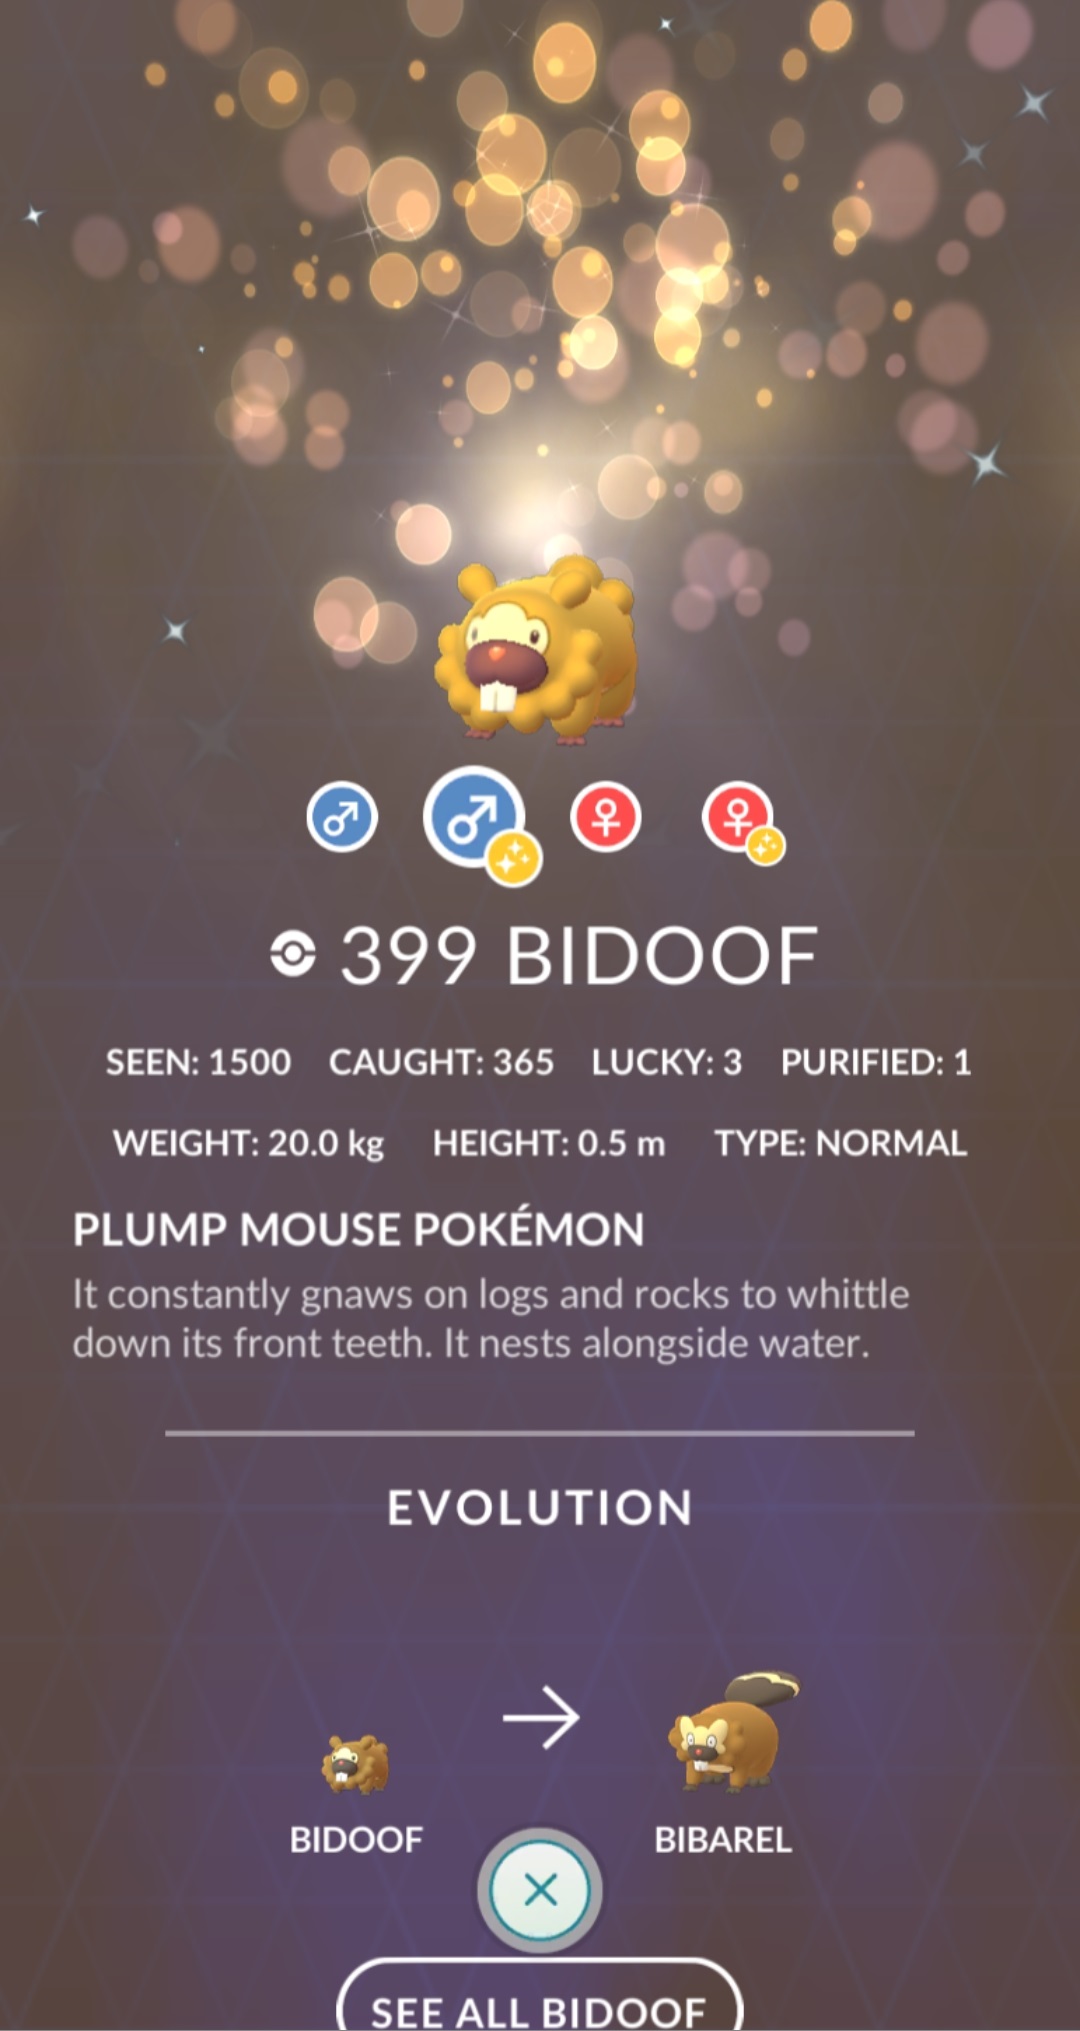 399 BIDOOF
SEEN: 1500 CAUGHT: 365 LUCKY: 3 PURIFIED: 1
WEIGHT: 20.0 kg HEIGHT: 0.5 m TYPE: NORMAL
PLUMP MOUSE POKÉMON
It constantly gnaws on logs and rocks to whittle
down its front teeth. It nests alongside water.
EVOLUTION
BIDOOF BIBAREL
SEE ALL BIDOOF